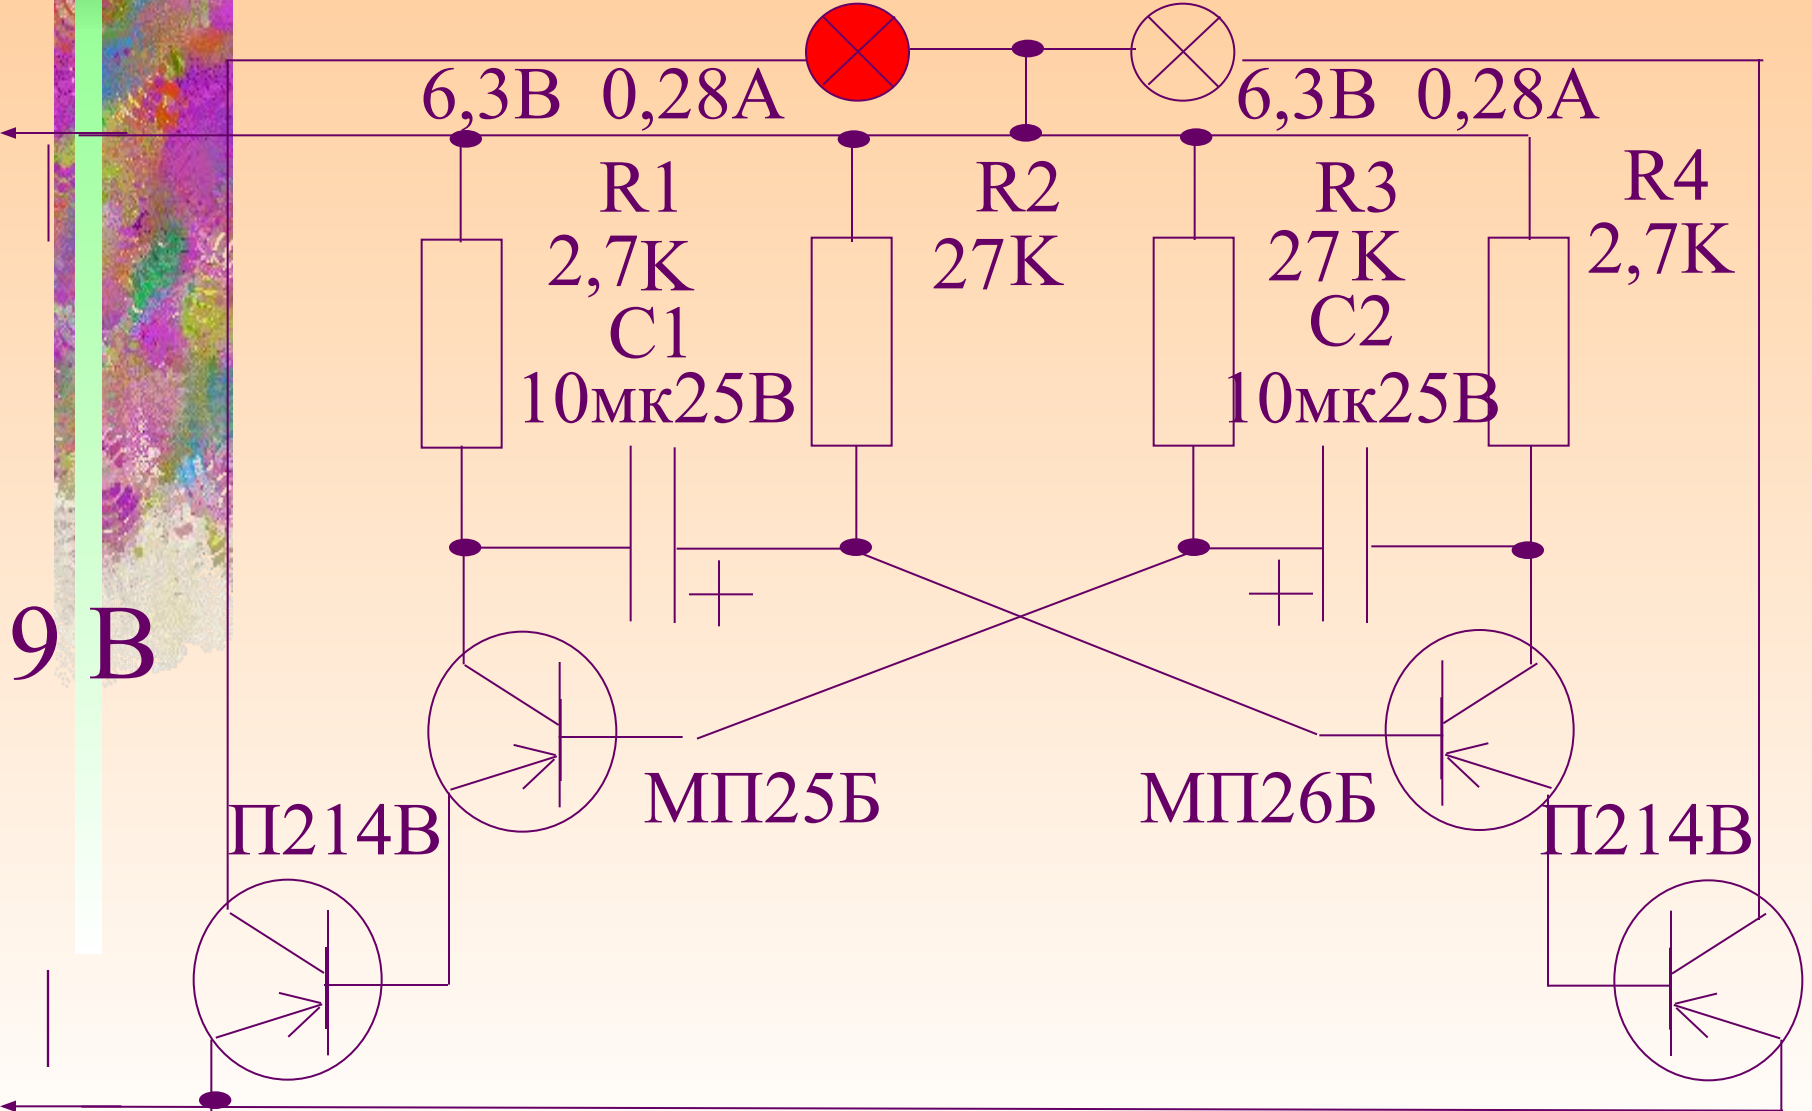 6,3В 0,28А
6,3В 0,28А
R1
2,7К
R2
27К
R3
27К
R4
2,7К
С1
10мк25В
С2
10мк25В
9 В
МП25Б
МП26Б
П214В
П214В